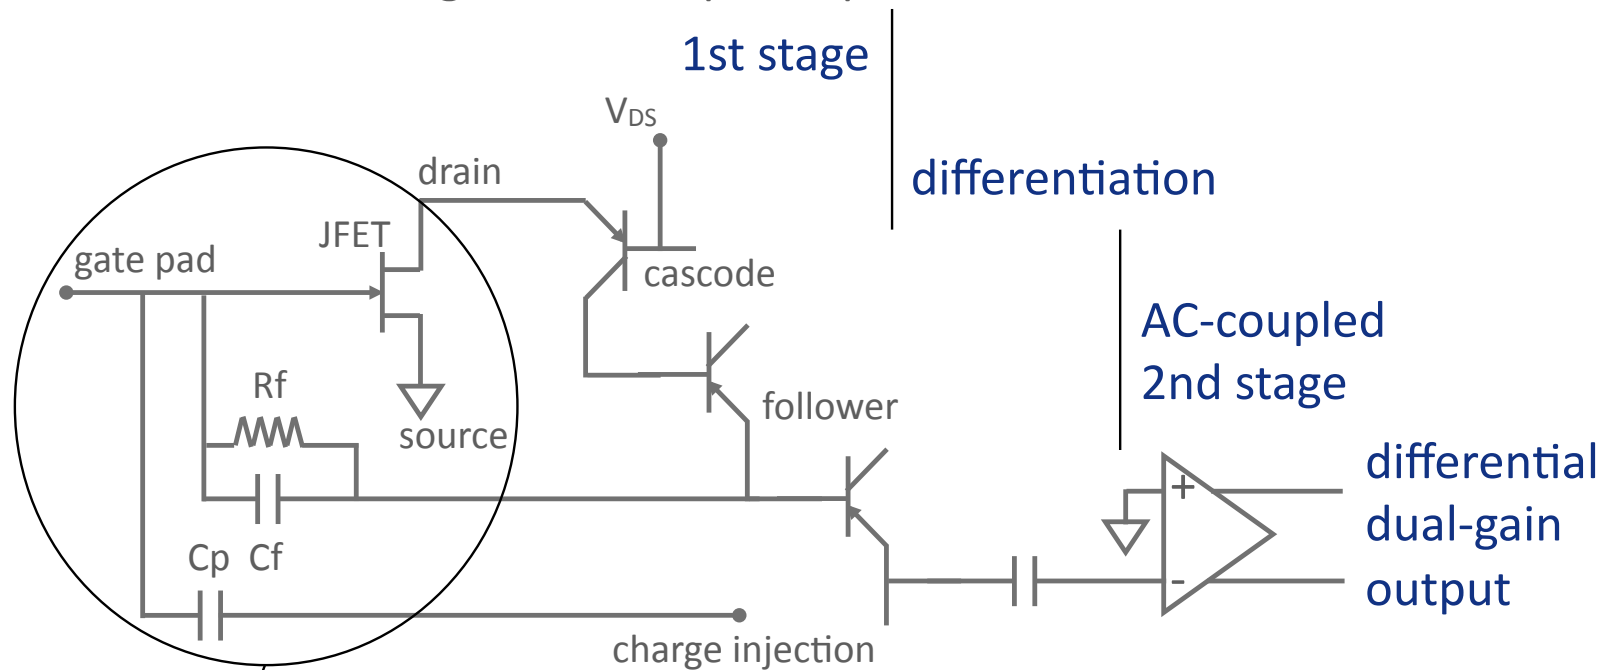 1st stage
V_DS
drain
differentiation
JFET
gate pad
cascode
AC-coupled
2nd stage
Rf
follower
source
differential
+
dual-gain
Cp Cf
-
output
charge injection